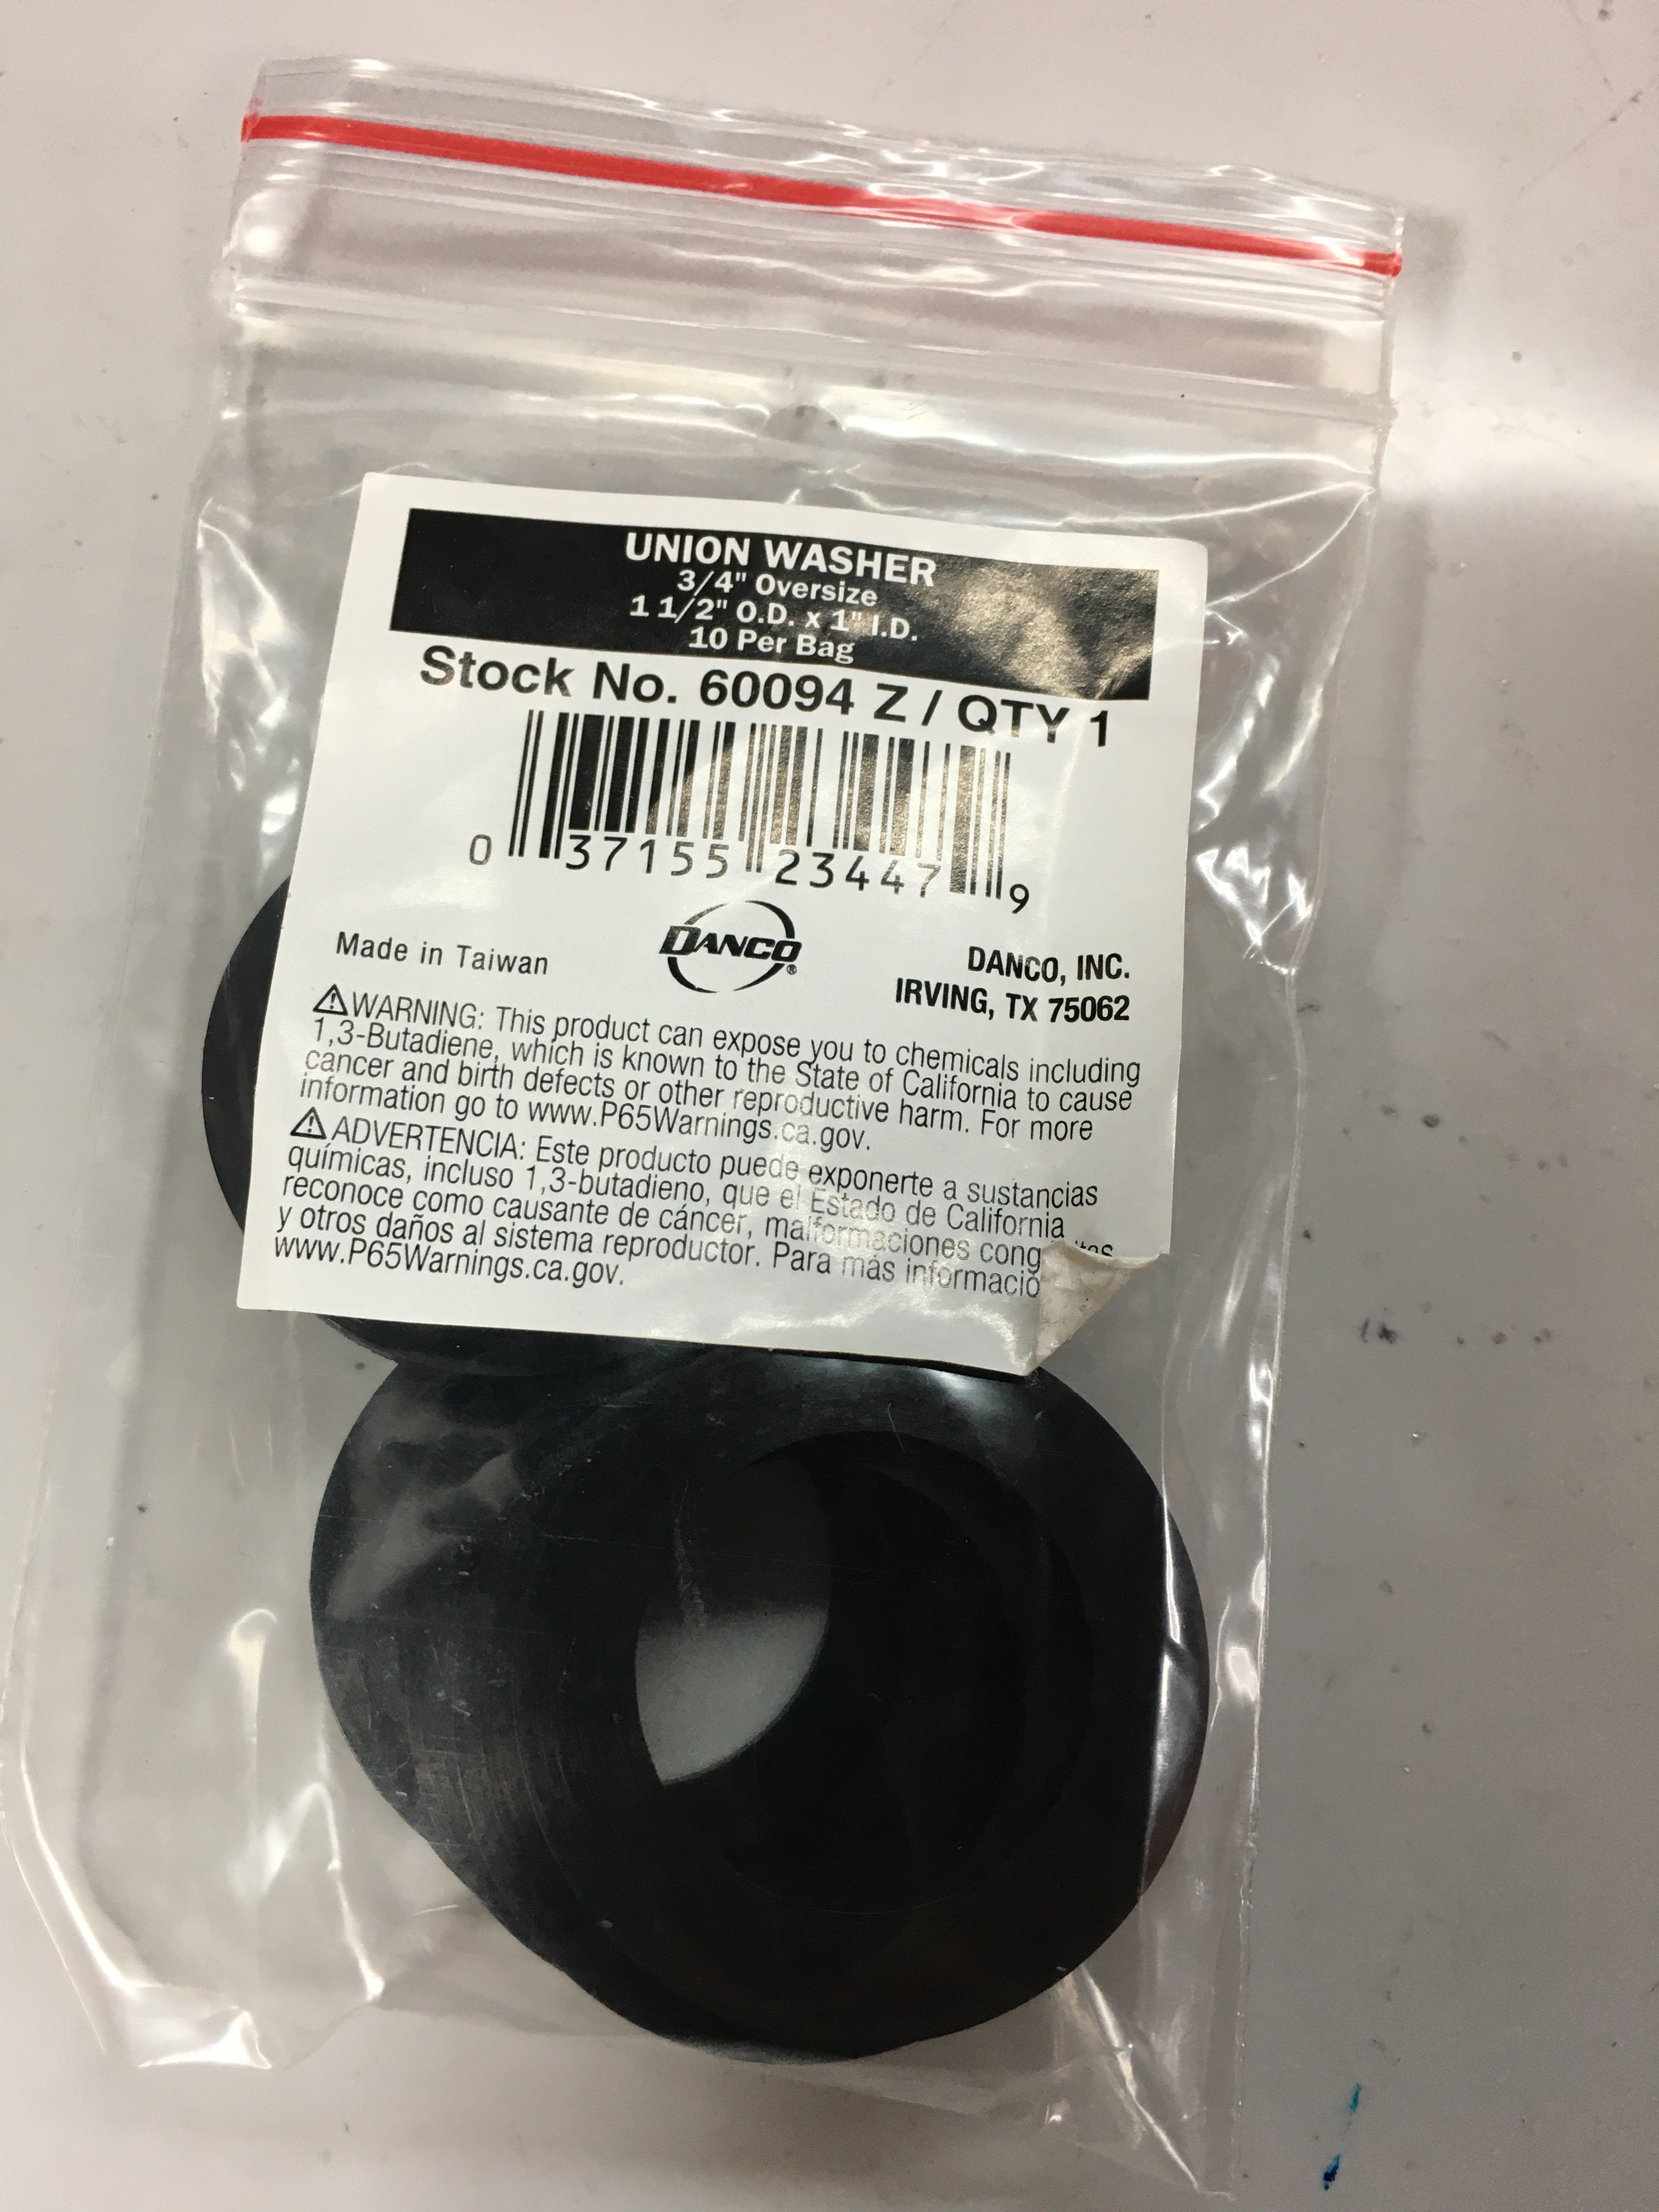 UNION WASHER
3/4" Oversize
1 1/2" O.D. x 1" I.D.
10 Per Bag
Stock No. 60094 Z / QTY 1
0 37155 23447 9
Made in Taiwan
DANCO®
DANCO, INC.
IRVING, TX 75062
⚠WARNING: This product can expose you to chemicals including
1,3-Butadiene, which is known to the State of California to cause
cancer and birth defects or other reproductive harm. For more
information go to www.P65Warnings.ca.gov.
⚠ADVERTENCIA: Este producto puede exponerte a sustancias
químicas, incluso 1,3-butadieno, que el Estado de California
reconoce como causante de cáncer, malformaciones
y otros daños al sistema reproductor. Para más
www.P65Warnings.ca.gov.